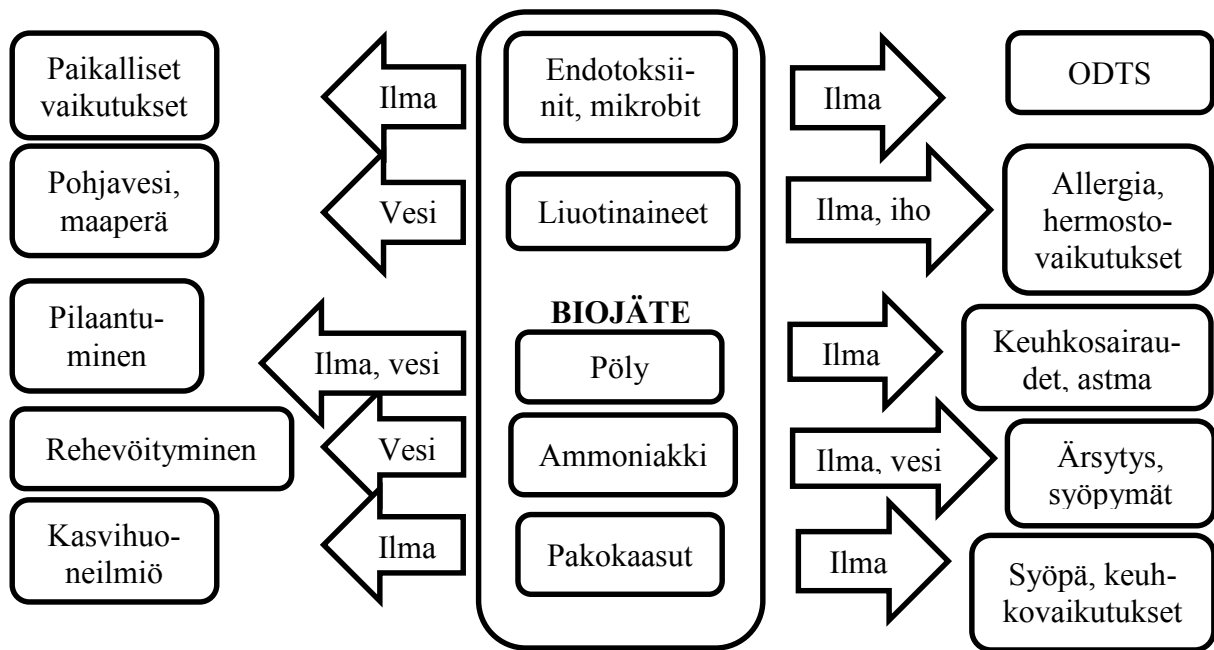 Paikalliset
vaikutukset
Ilma
Endotoksii-
nit, mikrobit
Ilma
ODTS
Pohjavesi,
maaperä
Vesi
Liuotinaineet
Ilma, iho
Allergia,
hermosto-
vaikutukset
BIOJÄTE
Pilaantu-
minen
Ilma, vesi
Pöly
Ilma
Keuhkosairau-
det, astma
Rehevöityminen
Vesi
Ammoniakki
Ilma, vesi
Ärsytys,
syöpymät
Kasvihuo-
neilmiö
Ilma
Pakokaasut
Ilma
Syöpä, keuh-
kovaikutukset